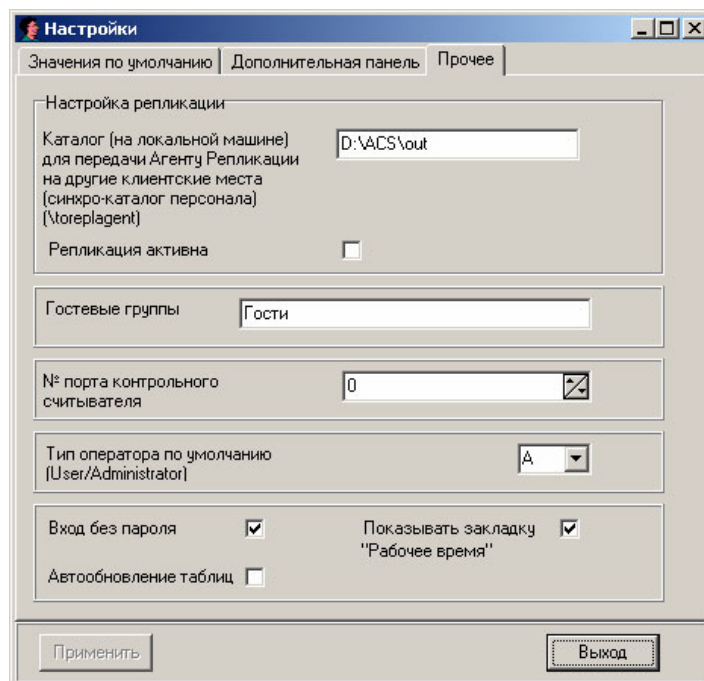 Настройки
Значения по умолчанию
Дополнительная панель
Прочее
Настройка репликации
Каталог (на локальной машине)
для передачи Агенту Репликации
на другие клиентские места
(синхро-каталог персонала)
(\toreplagent)
D:\ACS\out
Репликация активна
Гостевые группы
Гости
№ порта контрольного
считывателя
0
Тип оператора по умолчанию
(User/Administrator)
A
Вход без пароля
Показывать закладку
"Рабочее время"
Автообновление таблиц
Применить
Выход